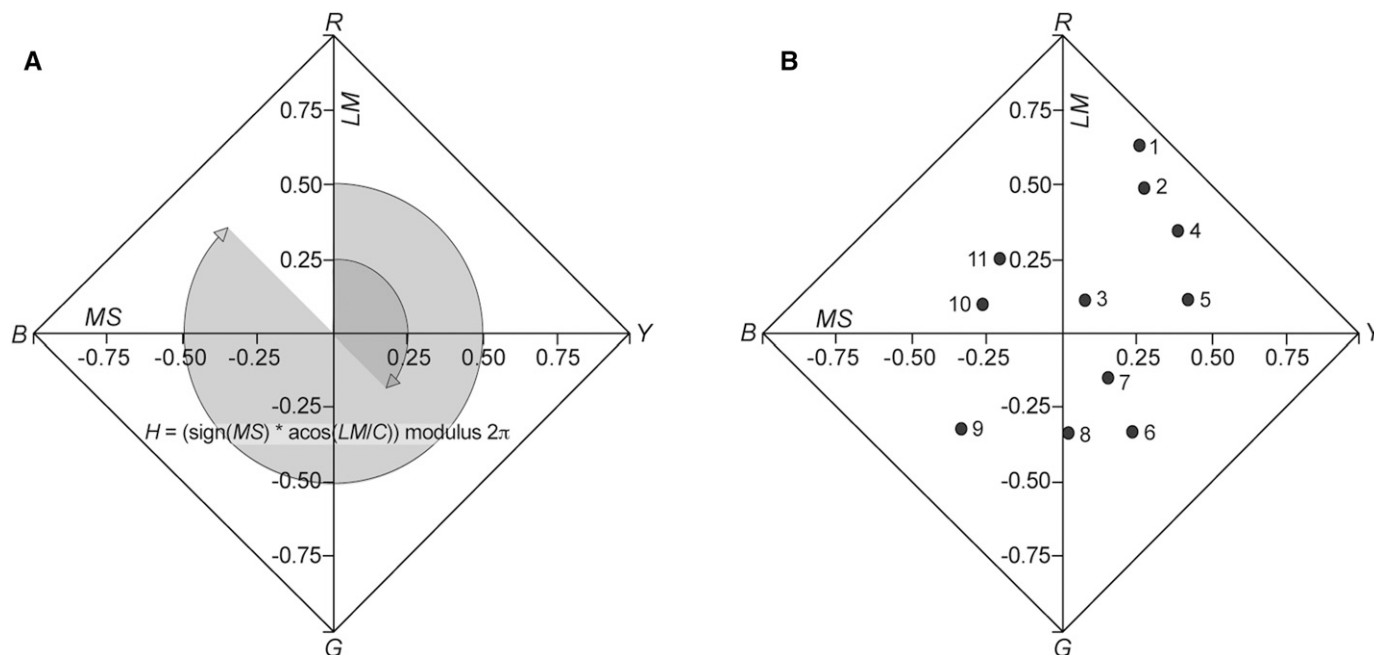 A
R
LM
0.75
0.50
0.25
B
MS
Y
-0.75 -0.50 -0.25 0.25 0.50 0.75
-0.25
H = (sign(MS) * acos(LM/C)) modulus 2π
-0.50
-0.75
G
B
R
LM
0.75
1
0.50
2
4
11
0.25
10
3
5
B
MS
Y
-0.75 -0.50 -0.25 0.25 0.50 0.75
7
-0.25
9
8
6
-0.50
-0.75
G